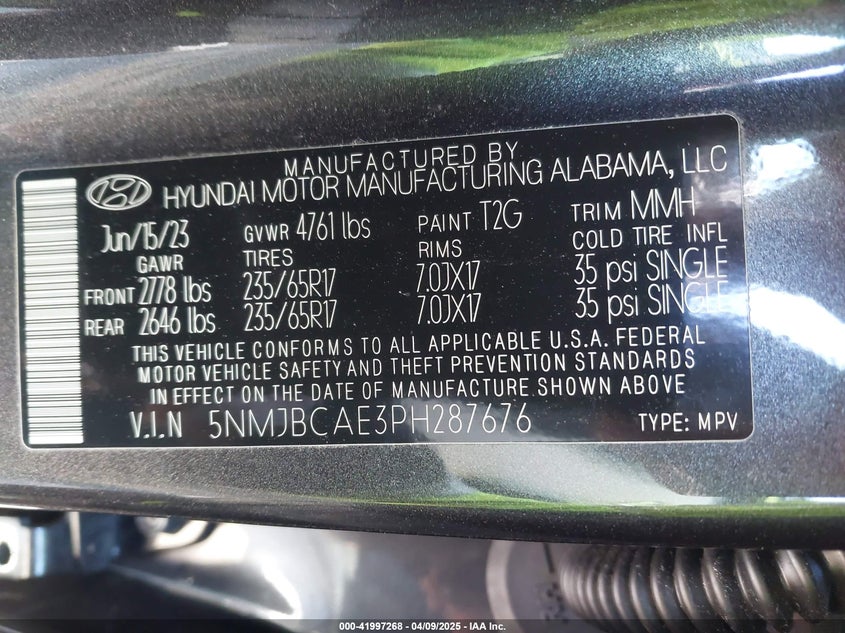 MANUFACTURED BY
HYUNDAI MOTOR MANUFACTURING ALABAMA, LLC
Jun/15/23 GVWR 4761 lbs PAINT T2G TRIM MMH
GAWR TIRES RIMS COLD TIRE INFL
FRONT 2778 lbs 235/65R17 7.0JX17 35 psi SINGLE
REAR 2646 lbs 235/65R17 7.0JX17 35 psi SINGLE
THIS VEHICLE CONFORMS TO ALL APPLICABLE U.S.A. FEDERAL
MOTOR VEHICLE SAFETY AND THEFT PREVENTION STANDARDS
IN EFFECT ON THE DATE OF MANUFACTURE SHOWN ABOVE.
V.I.N 5NMJBCAE3PH287676 TYPE: MPV
000-41997268 - 04/09/2025 - IAA Inc.